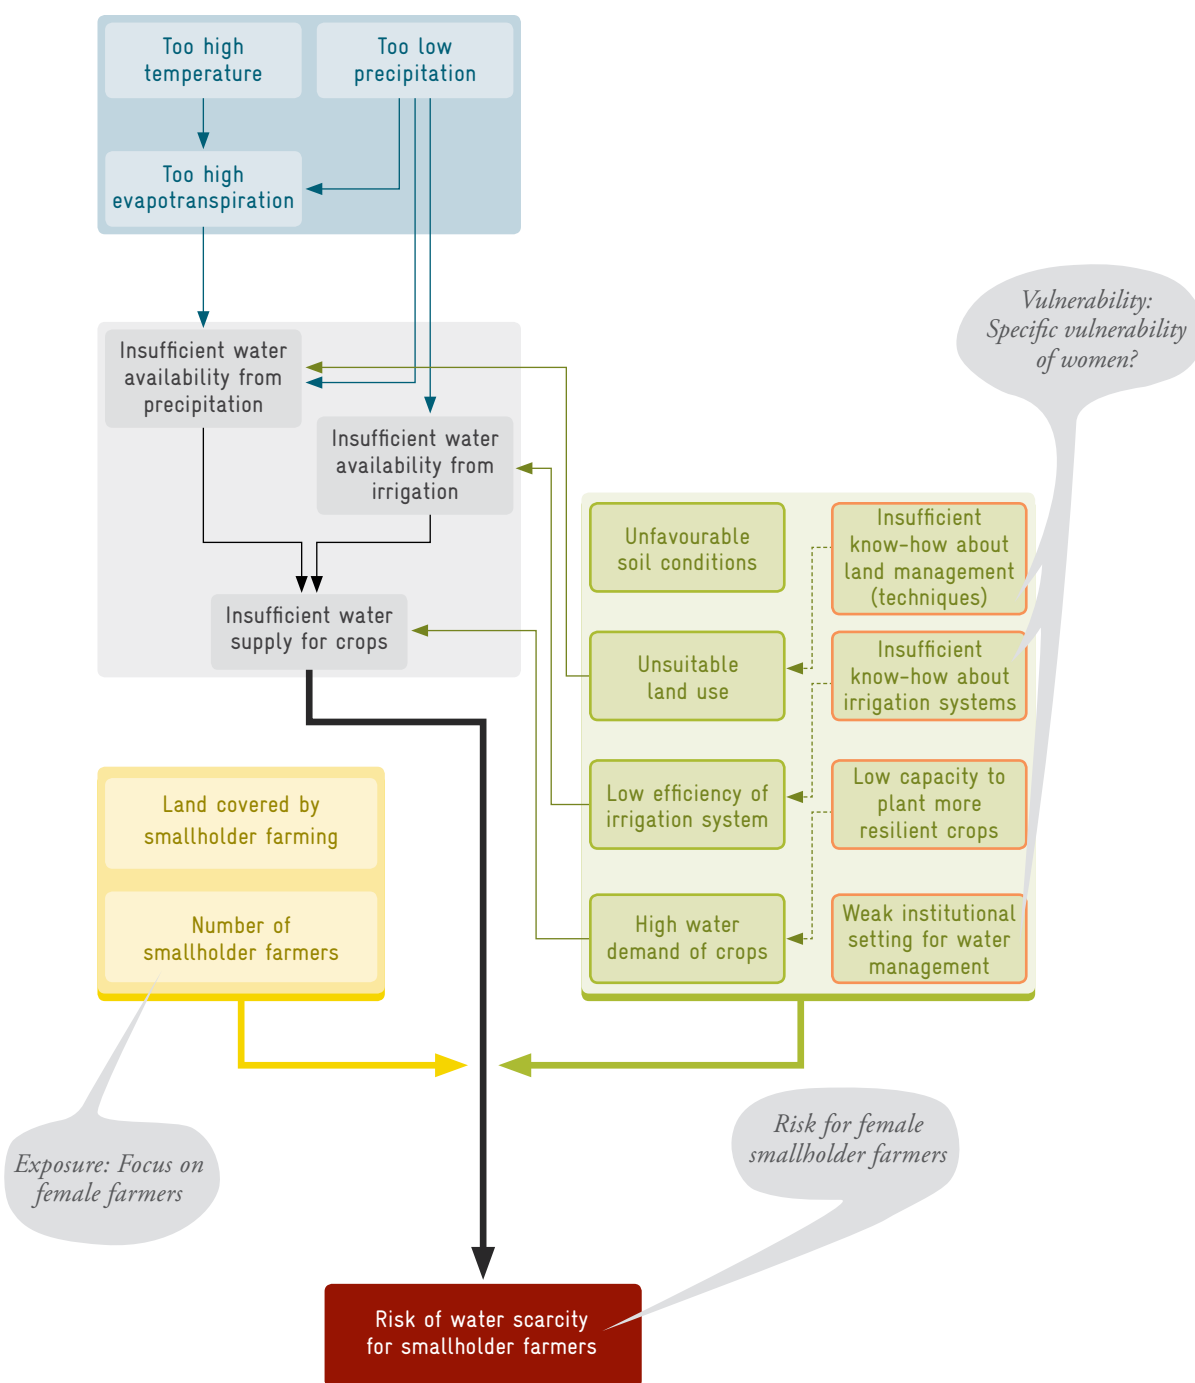 Too high
temperature
Too low
precipitation
Too high
evapotranspiration
Vulnerability:
Specific vulnerability
of women?
Insufficient water
availability from
precipitation
Insufficient water
availability from
irrigation
Insufficient water
supply for crops
Unfavourable
soil conditions
Insufficient
know-how about
land management
(techniques)
Unsuitable
land use
Insufficient
know-how about
irrigation systems
Low efficiency of
irrigation system
Low capacity to
plant more
resilient crops
High water
demand of crops
Weak institutional
setting for water
management
Land covered by
smallholder farming
Number of
smallholder farmers
Exposure: Focus on
female farmers
Risk for female
smallholder farmers
Risk of water scarcity
for smallholder farmers